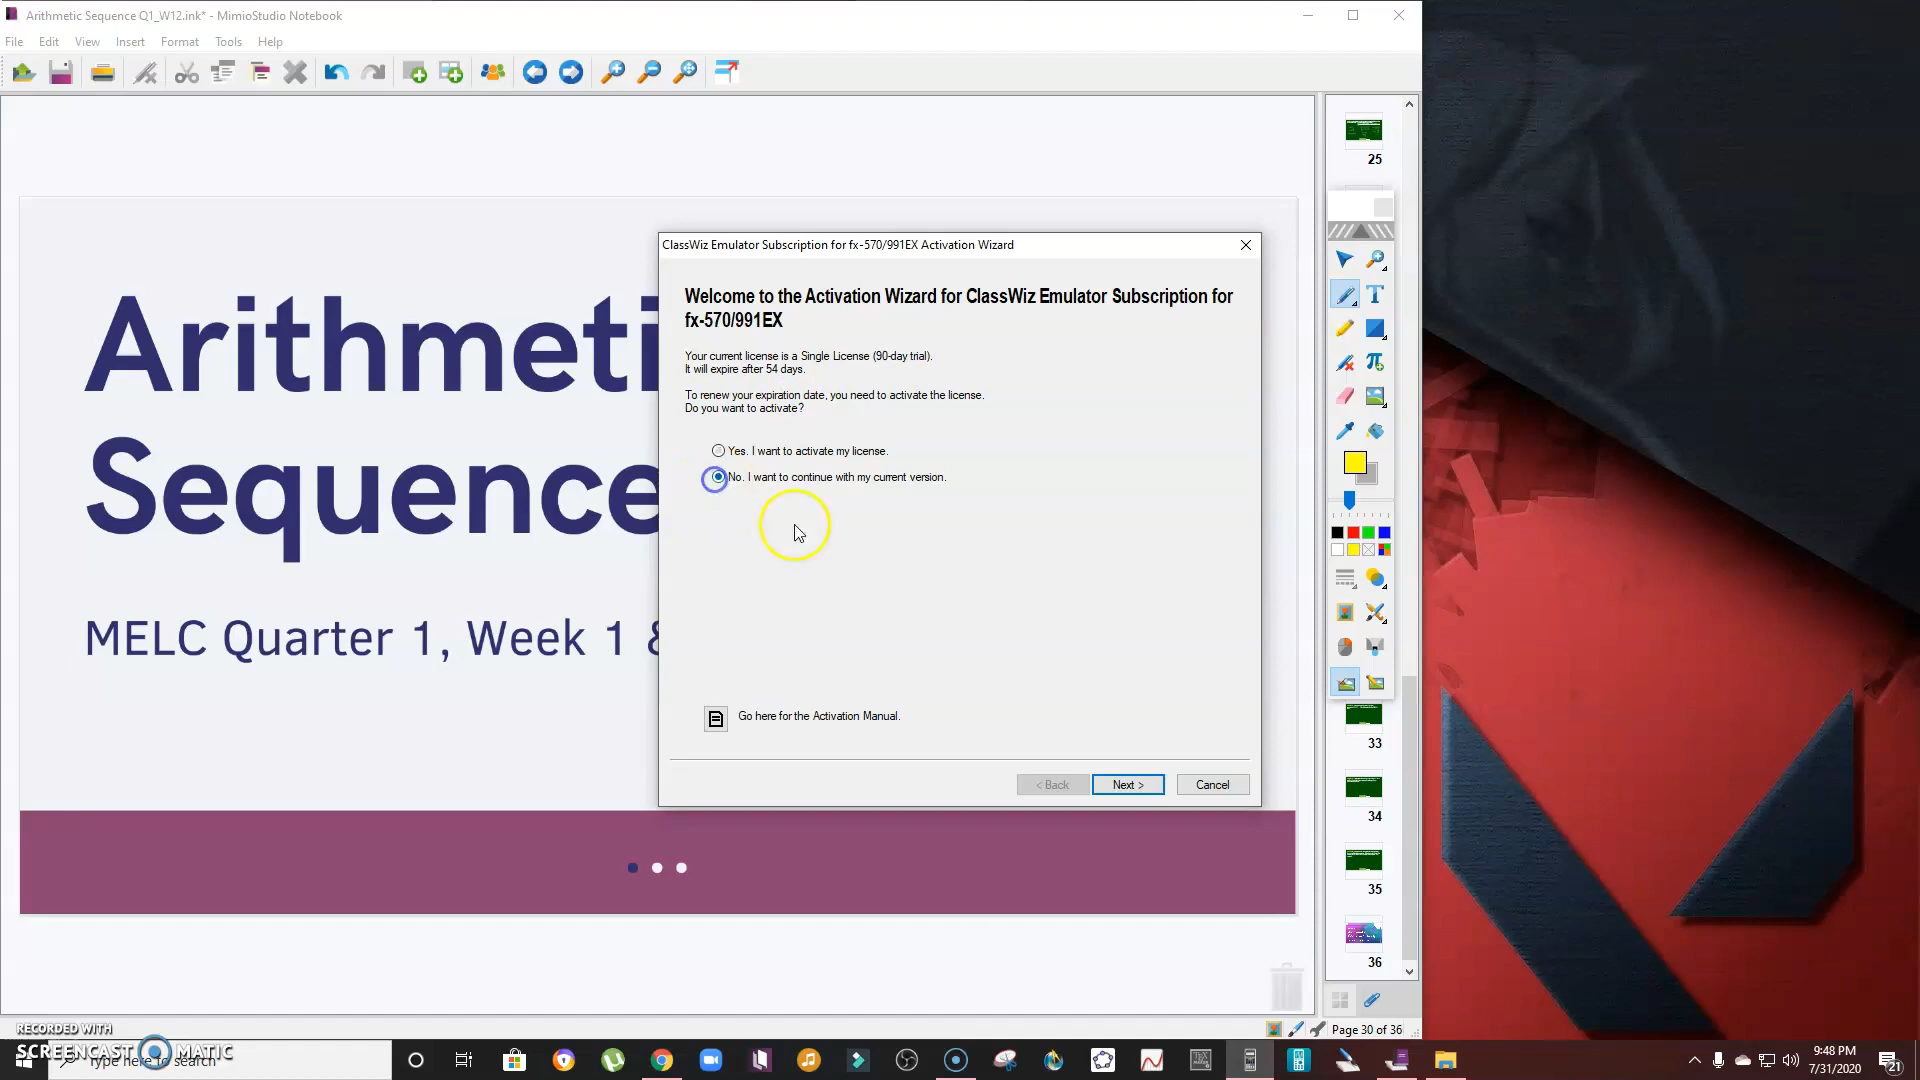 Arithmetic Sequence Q1_W12.ink* - MimioStudio Notebook
File Edit View Insert Format Tools Help
25
ClassWiz Emulator Subscription for fx-570/991EX Activation Wizard
Welcome to the Activation Wizard for ClassWiz Emulator Subscription for
fx-570/991EX
Your current license is a Single License (90-day trial).
It will expire after 54 days.
To renew your expiration date, you need to activate the license.
Do you want to activate?
Yes. I want to activate my license.
No. I want to continue with my current version.
Go here for the Activation Manual.
< Back Next > Cancel
Arithmeti
Sequence
MELC Quarter 1, Week 1 &
33
34
35
36
Page 30 of 36
RECORDED WITH
SCREENCAST MATIC
Type here to search
9:48 PM
7/31/2020
21